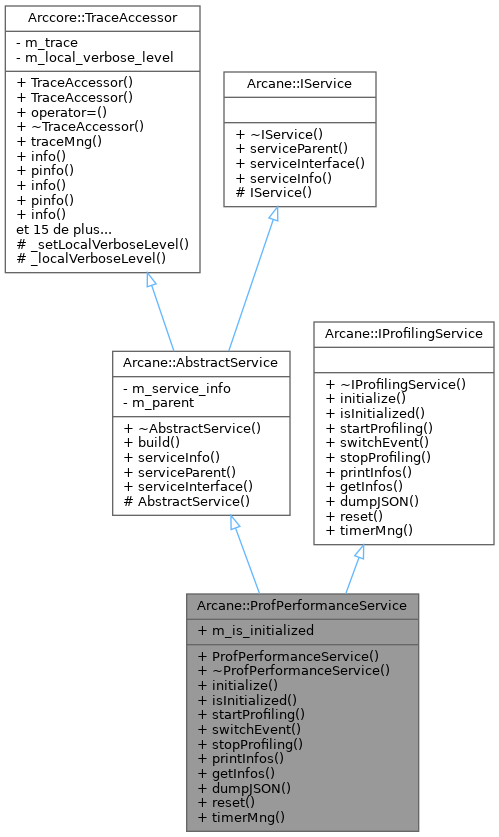 Arccore::TraceAccessor
- m_trace
- m_local_verbose_level
+ TraceAccessor()
+ TraceAccessor()
+ operator=()
+ ~TraceAccessor()
+ traceMng()
+ info()
+ pinfo()
+ info()
+ pinfo()
+ info()
et 15 de plus...
# _setLocalVerboseLevel()
# _localVerboseLevel()
Arcane::IService
+ ~IService()
+ serviceParent()
+ serviceInterface()
+ serviceInfo()
# IService()
Arcane::AbstractService
- m_service_info
- m_parent
+ ~AbstractService()
+ build()
+ serviceInfo()
+ serviceParent()
+ serviceInterface()
# AbstractService()
Arcane::IProfilingService
+ ~IProfilingService()
+ initialize()
+ isInitialized()
+ startProfiling()
+ switchEvent()
+ stopProfiling()
+ printInfos()
+ getInfos()
+ dumpJSON()
+ reset()
+ timerMng()
Arcane::ProfPerformanceService
+ m_is_initialized
+ ProfPerformanceService()
+ ~ProfPerformanceService()
+ initialize()
+ isInitialized()
+ startProfiling()
+ switchEvent()
+ stopProfiling()
+ printInfos()
+ getInfos()
+ dumpJSON()
+ reset()
+ timerMng()